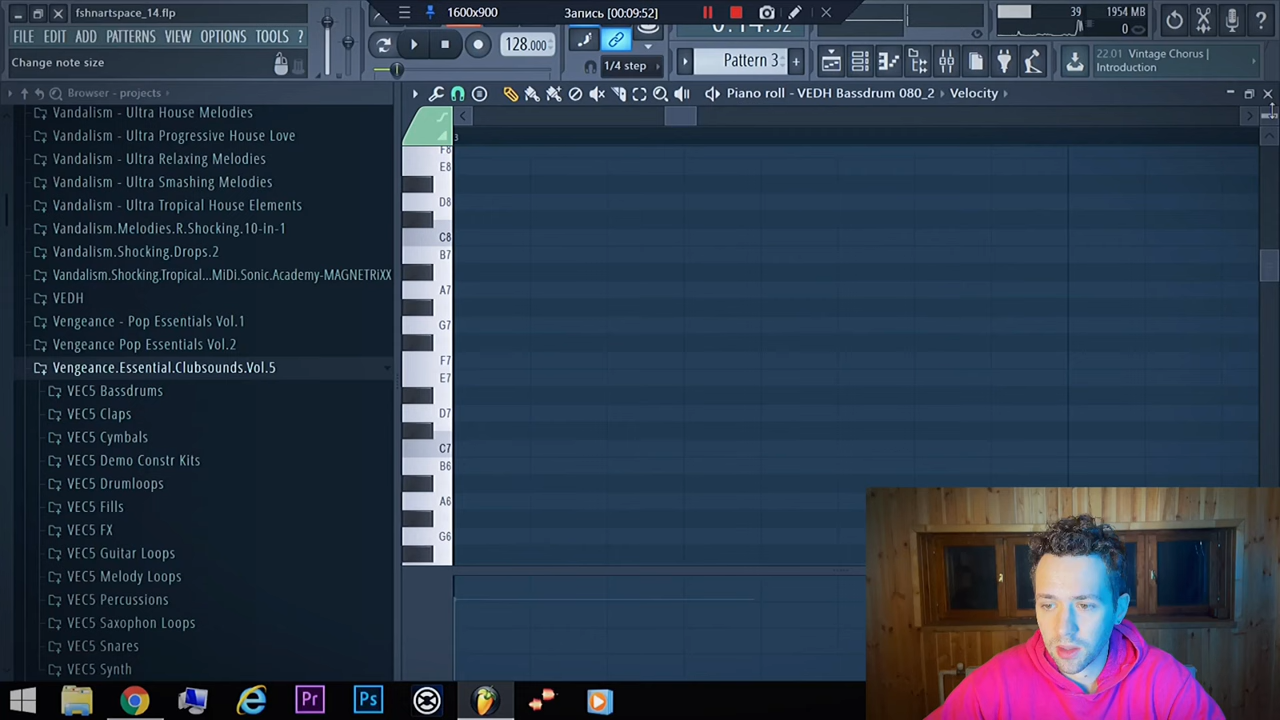 fshnartspace_14.flp
1600x900
Запись [00:09:52]
39
1954 MB
0
FILE EDIT ADD PATTERNS VIEW OPTIONS TOOLS ?
128.000
Change note size
1/4 step
Pattern 3
22.01 Vintage Chorus |
Introduction
Browser - projects
Piano roll - VEDH Bassdrum 080_2 Velocity
3
Vandalism - Ultra House Melodies
Vandalism - Ultra Progressive House Love
Vandalism - Ultra Relaxing Melodies
Vandalism - Ultra Smashing Melodies
Vandalism - Ultra Tropical House Elements
Vandalism.Melodies.R.Shocking.10-in-1
Vandalism.Shocking.Drops.2
Vandalism.Shocking.Tropical...MiDi.Sonic.Academy-MAGNETRiXX
VEDH
Vengeance - Pop Essentials Vol.1
Vengeance Pop Essentials Vol.2
Vengeance.Essential.Clubsounds.Vol.5
VEC5 Bassdrums
VEC5 Claps
VEC5 Cymbals
VEC5 Demo Constr Kits
VEC5 Drumloops
VEC5 Fills
VEC5 FX
VEC5 Guitar Loops
VEC5 Melody Loops
VEC5 Percussions
VEC5 Saxophon Loops
VEC5 Snares
VEC5 Synth
F8
E8
D8
C8
B7
A7
G7
F7
E7
D7
C7
B6
A6
G6
Pr
Ps